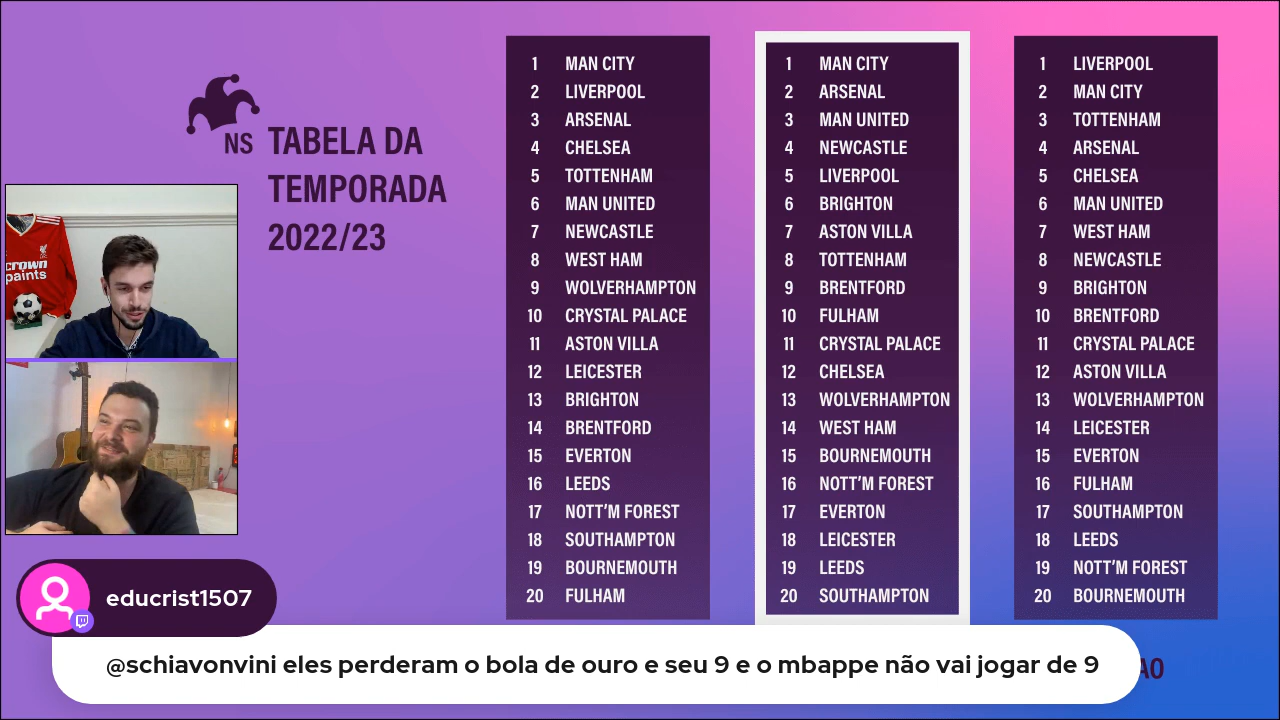 NS
TABELA DA
TEMPORADA
2022/23
1 MAN CITY
2 LIVERPOOL
3 ARSENAL
4 CHELSEA
5 TOTTENHAM
6 MAN UNITED
7 NEWCASTLE
8 WEST HAM
9 WOLVERHAMPTON
10 CRYSTAL PALACE
11 ASTON VILLA
12 LEICESTER
13 BRIGHTON
14 BRENTFORD
15 EVERTON
16 LEEDS
17 NOTT'M FOREST
18 SOUTHAMPTON
19 BOURNEMOUTH
20 FULHAM
1 MAN CITY
2 ARSENAL
3 MAN UNITED
4 NEWCASTLE
5 LIVERPOOL
6 BRIGHTON
7 ASTON VILLA
8 TOTTENHAM
9 BRENTFORD
10 FULHAM
11 CRYSTAL PALACE
12 CHELSEA
13 WOLVERHAMPTON
14 WEST HAM
15 BOURNEMOUTH
16 NOTT'M FOREST
17 EVERTON
18 LEICESTER
19 LEEDS
20 SOUTHAMPTON
1 LIVERPOOL
2 MAN CITY
3 TOTTENHAM
4 ARSENAL
5 CHELSEA
6 MAN UNITED
7 WEST HAM
8 NEWCASTLE
9 BRIGHTON
10 BRENTFORD
11 CRYSTAL PALACE
12 ASTON VILLA
13 WOLVERHAMPTON
14 LEICESTER
15 EVERTON
16 FULHAM
17 SOUTHAMPTON
18 LEEDS
19 NOTT'M FOREST
20 BOURNEMOUTH
crown
paints
educrist1507
@schiavonvini eles perderam o bola de ouro e seu 9 e o mbappe não vai jogar de 9